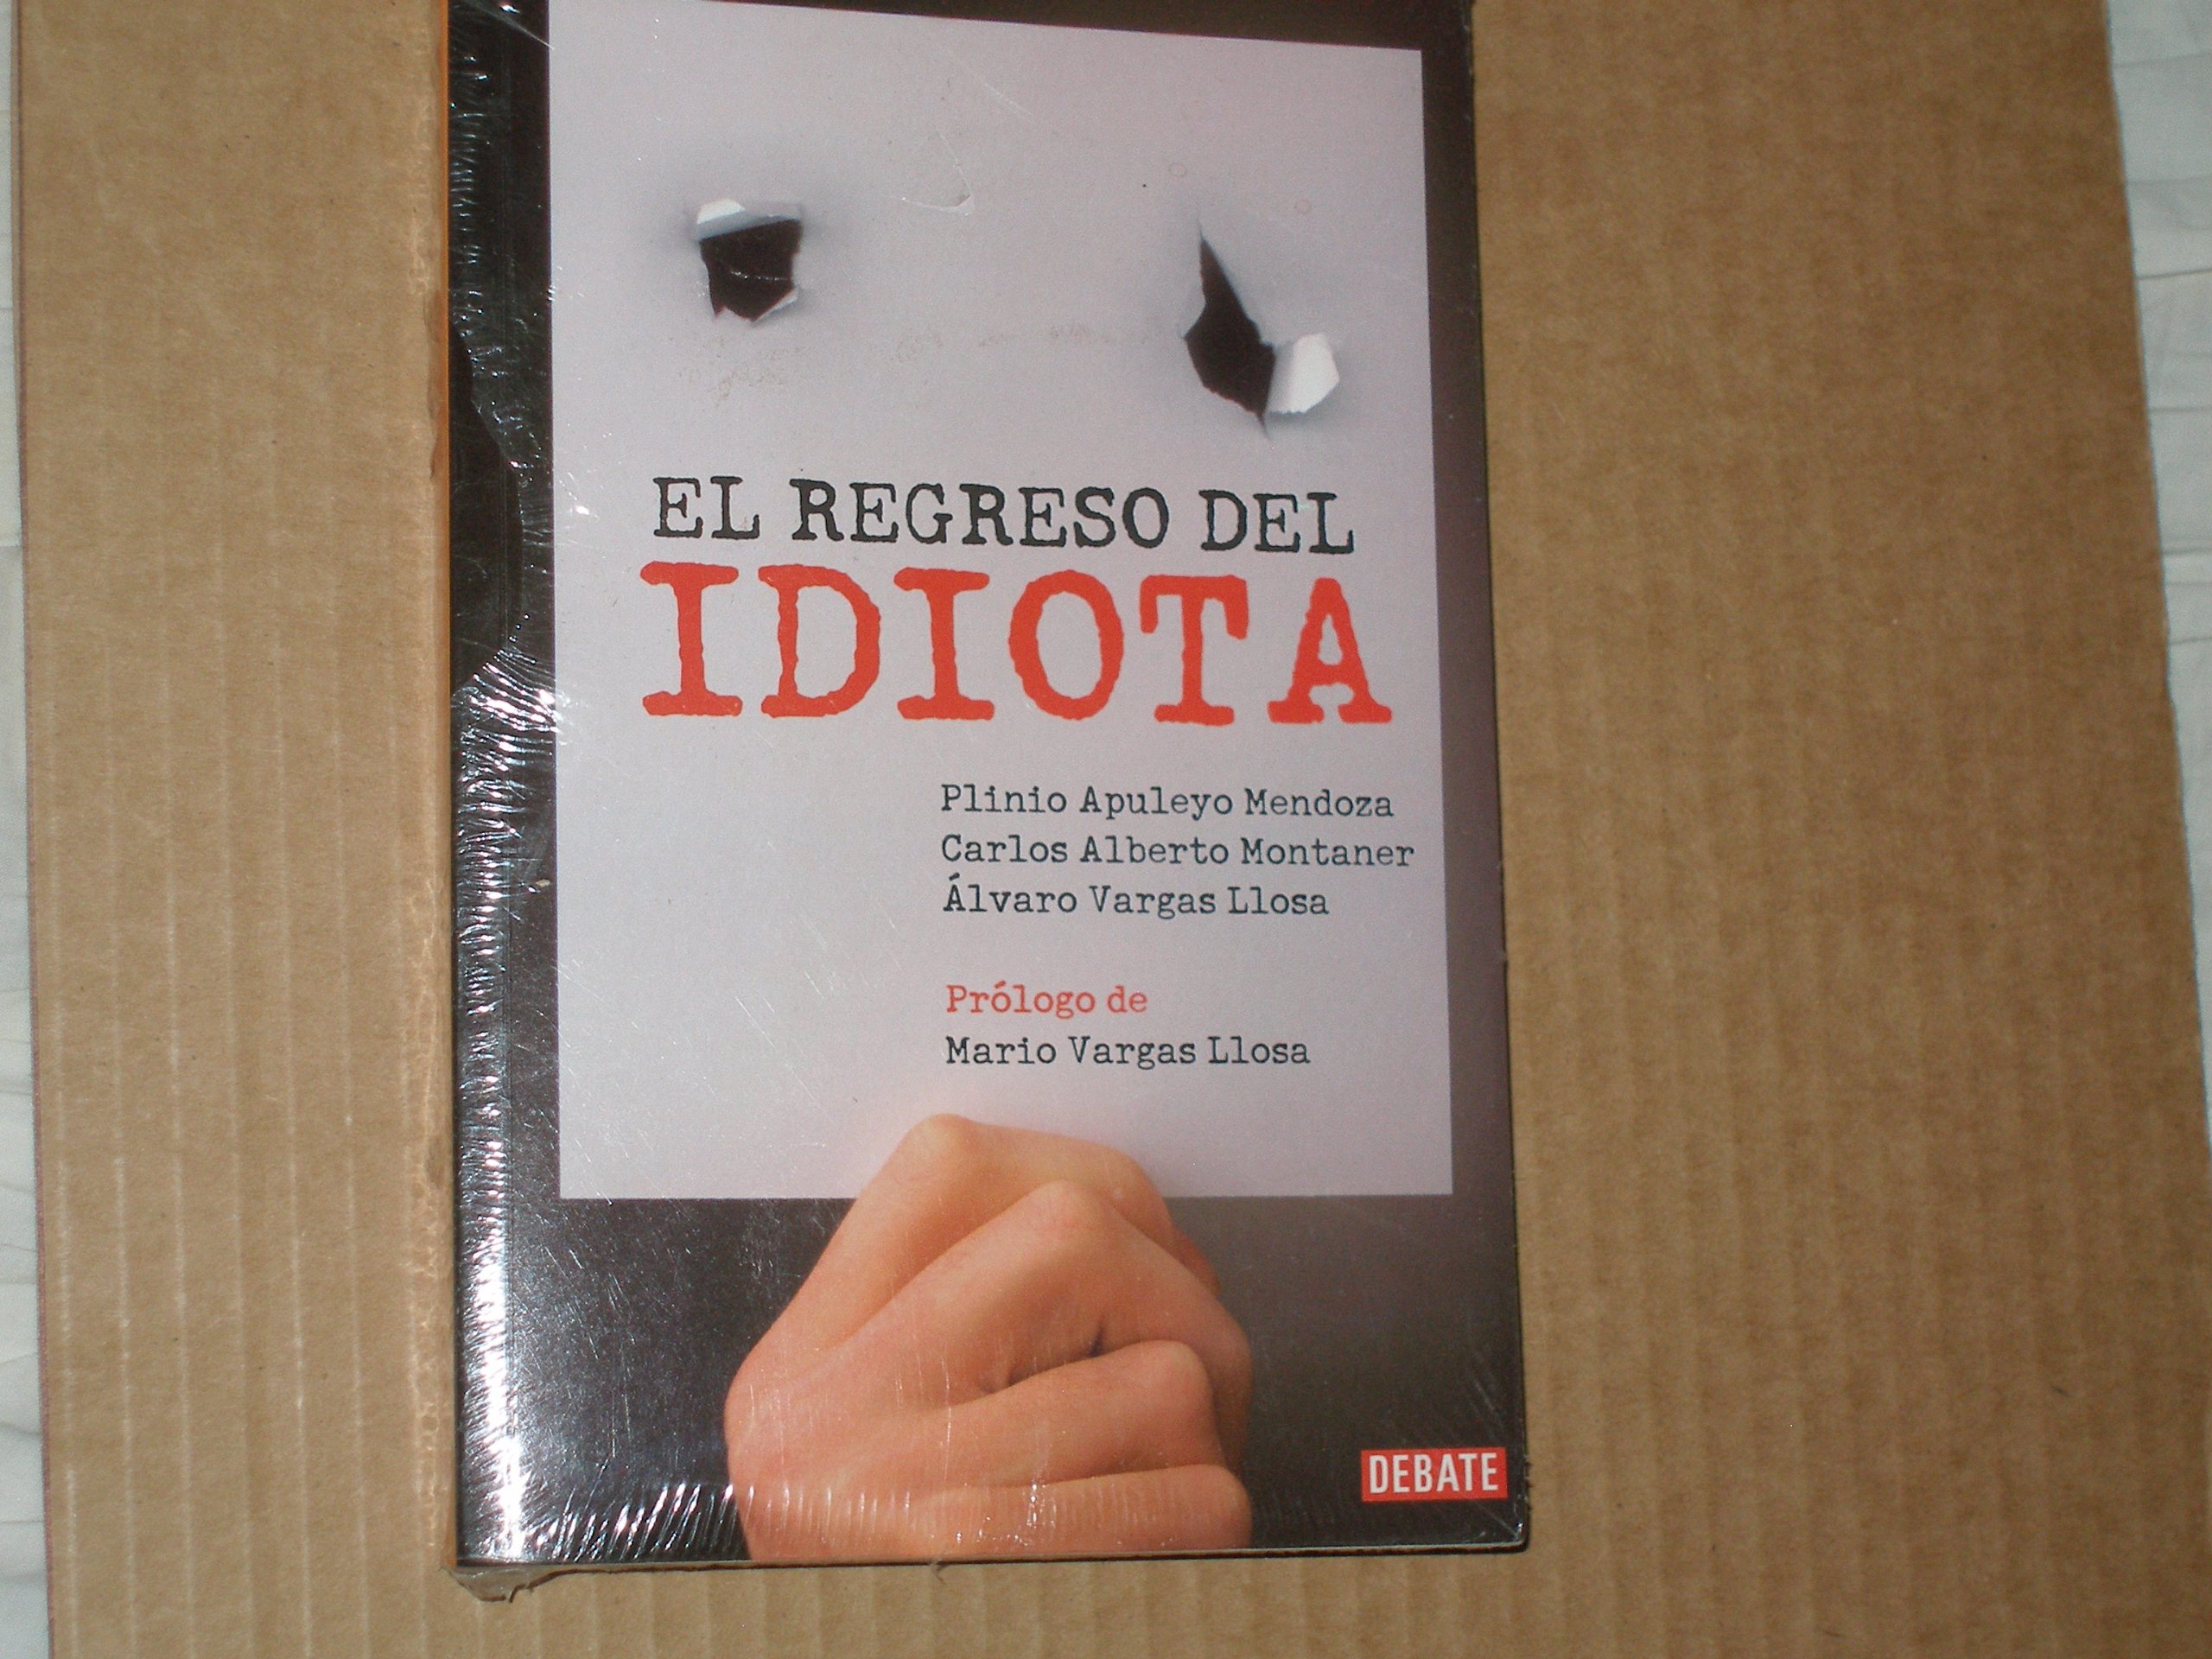 EL REGRESO DEL
IDIOTA
Plinio Apuleyo Mendoza
Carlos Alberto Montaner
Álvaro Vargas Llosa
Prólogo de
Mario Vargas Llosa
DEBATE